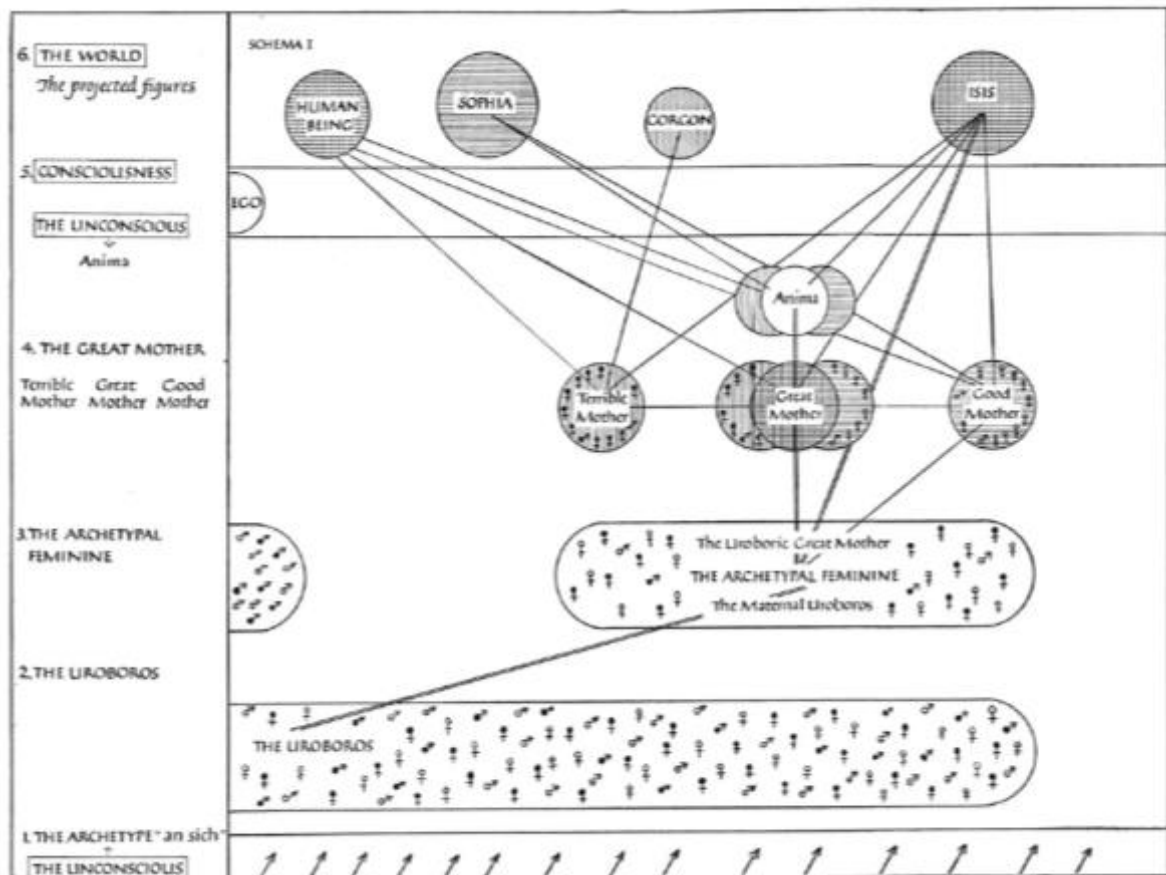 6. THE WORLD
The projected figures
SCHEMA I
HUMAN
BEING
SOPHIA
GORGON
ISIS
5. CONSCIOUSNESS
EGO
THE UNCONSCIOUS
Anima
Anima
4. THE GREAT MOTHER
Terrible Great Good
Mother Mother Mother
Terrible
Mother
Great
Mother
Good
Mother
3. THE ARCHETYPAL
FEMININE
The Uroboric Great Mother
THE ARCHETYPAL FEMININE
The Maternal Uroboros
2. THE UROBOROS
THE UROBOROS
1. THE ARCHETYPE "an sich"
THE UNCONSCIOUS